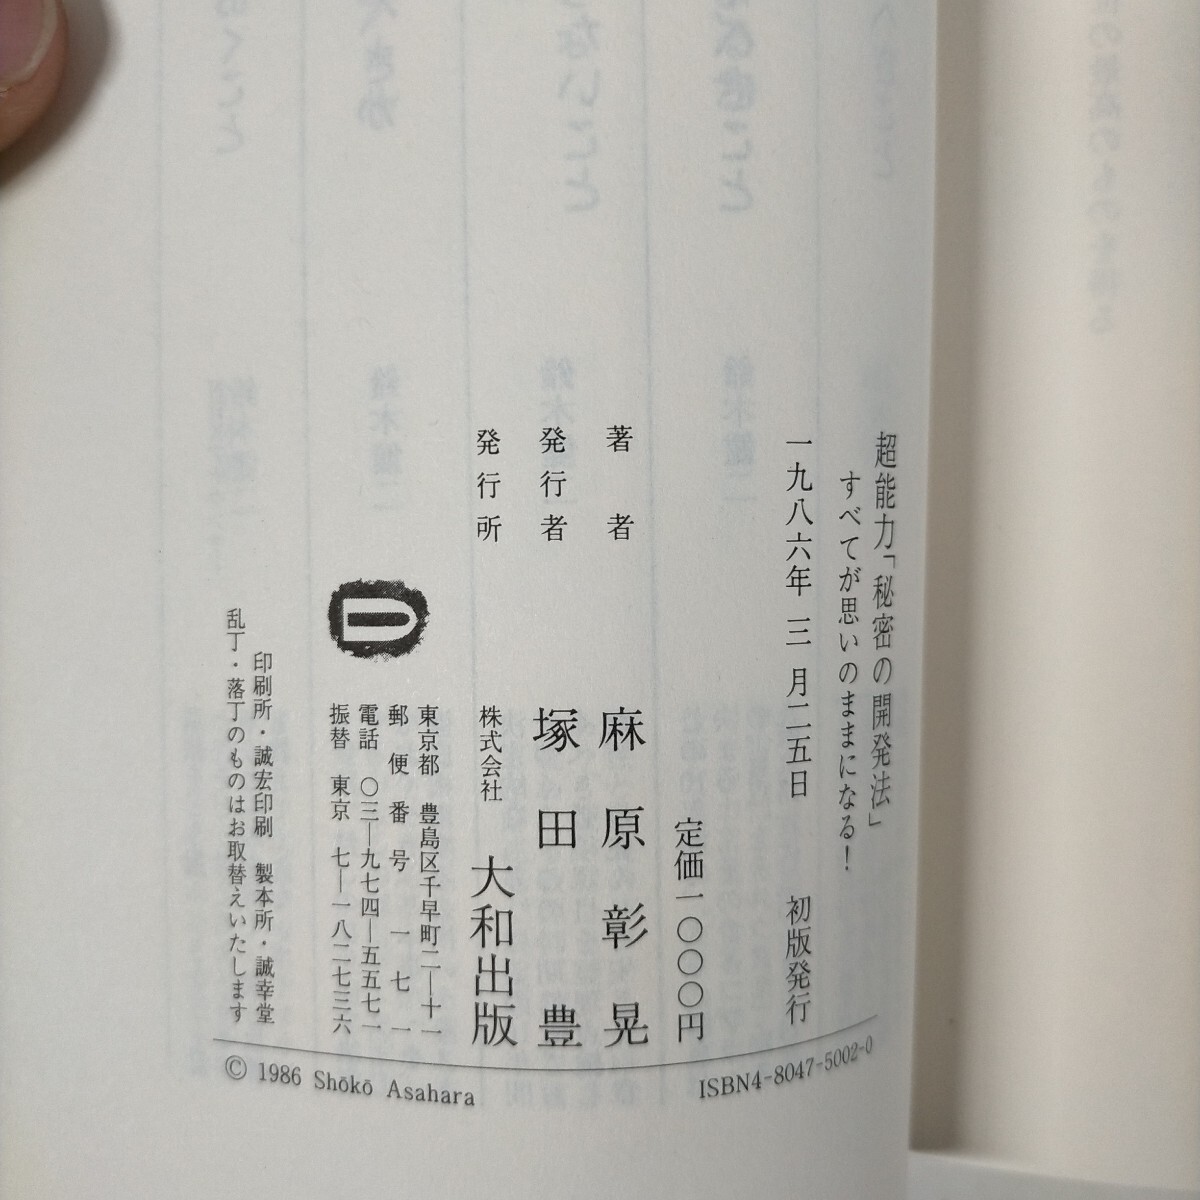 超能力「秘密の開発法」
すべてが思いのままになる！
一九八六年 三 月二五日 初版発行
定価一〇〇〇円
著者 麻原彰晃
発行者 塚田豊
発行所 株式会社 大和出版
東京都 豊島区千早町二―十一
郵便番号 一七一
電話 〇三―九七四―五五七一
振替 東京 七―一八二七三六
印刷所・誠宏印刷 製本所・誠幸堂
乱丁・落丁のものはお取替えいたします
© 1986 Shōkō Asahara
ISBN4-8047-5002-0